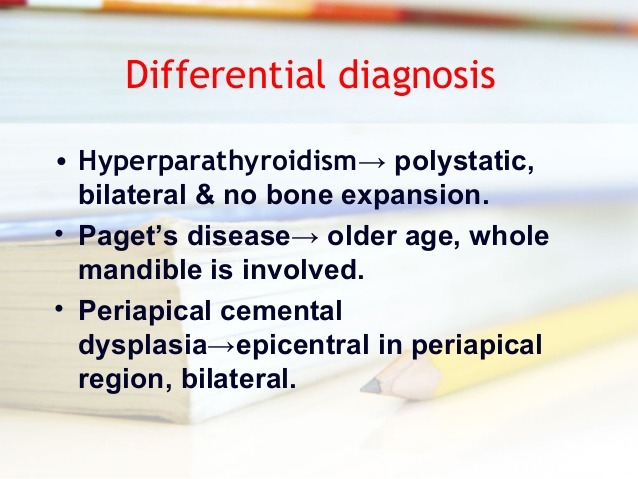 Differential diagnosis
• Hyperparathyroidism→ polystatic,
bilateral & no bone expansion.
• Paget’s disease→ older age, whole
mandible is involved.
• Periapical cemental
dysplasia→epicentral in periapical
region, bilateral.